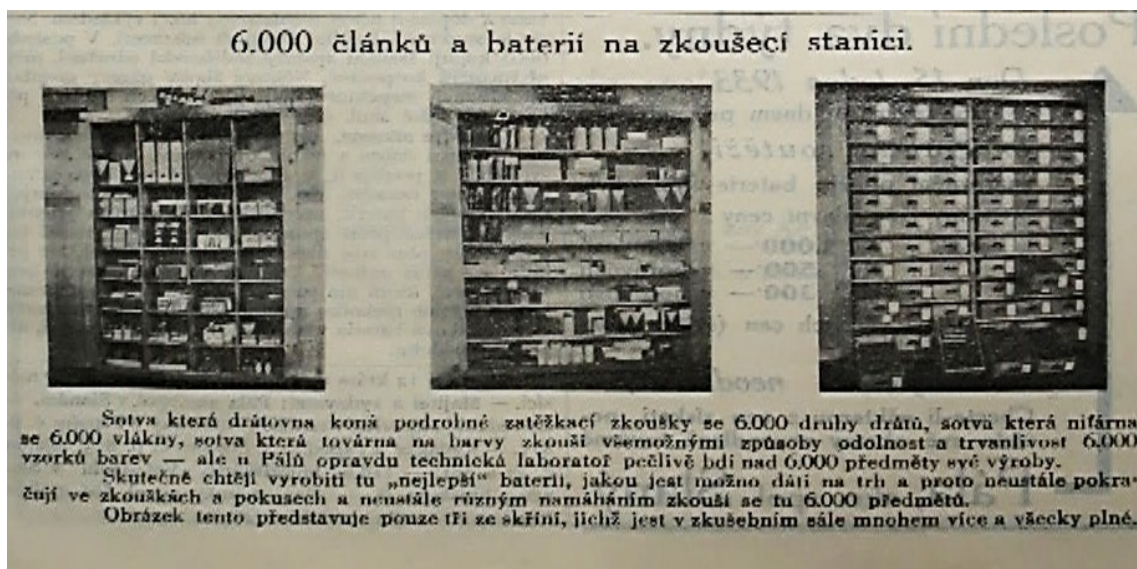 6.000 článků a baterií na zkoušecí stanici.
Sotva která drátovna koná podrobné zatěžkací zkoušky se 6.000 druhy drátů, sotva která niťárna
se 6.000 vlákny, sotva která továrna na barvy zkouší všemožnými způsoby odolnost a trvanlivost 6.000
vzorků barev — ale u Pálů opravdu technická laboratoř pečlivě bdí nad 6.000 předměty své výroby.
Skutečně chtějí vyrobiti tu „nejlepší“ baterii, jakou jest možno dáti na trh a proto neustále pokra-
čují ve zkouškách a pokusech a neustále různým namáháním zkouší se tu 6.000 předmětů.
Obrázek tento představuje pouze tři ze skříní, jichž jest v zkušebním sále mnohem více a všecky plné.